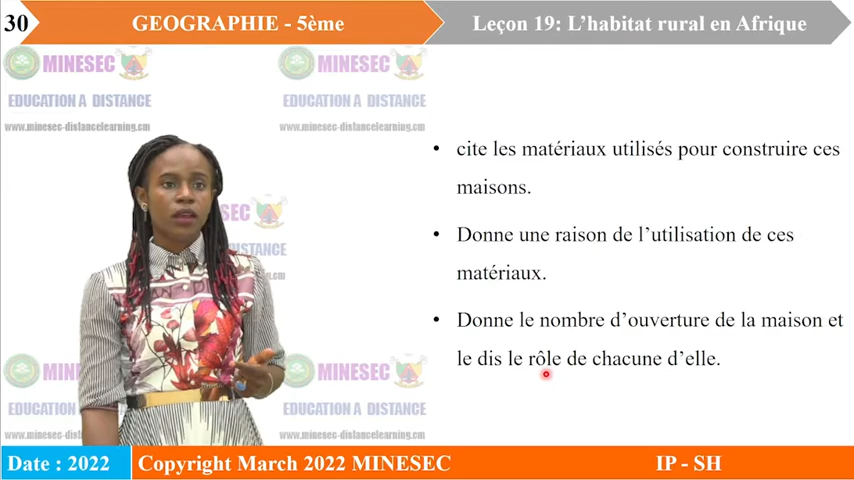 30
GEOGRAPHIE - 5ème
Leçon 19: L’habitat rural en Afrique
MINESEC
MINESEC
EDUCATION A DISTANCE
EDUCATION A DISTANCE
www.minesec-distancelearning.cm
www.minesec-distancelearning.cm
• cite les matériaux utilisés pour construire ces
maisons.
SEC
DISTANCE
• Donne une raison de l’utilisation de ces
matériaux.
• Donne le nombre d’ouverture de la maison et
le dis le rôle de chacune d’elle.
MINESEC
MINESEC
EDUCATION A DISTANCE
www.minesec-distancelearning.cm
Date : 2022
Copyright March 2022 MINESEC
IP - SH